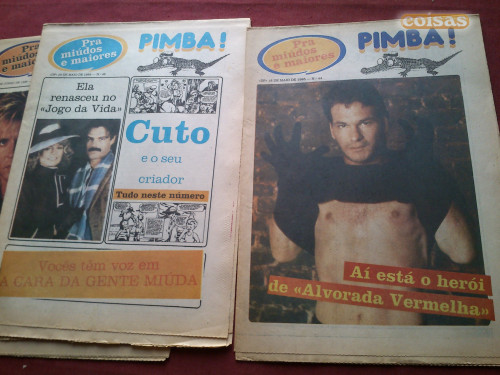 Pra
miúdos
e maiores
PIMBA!
Ela
renasceu no
«Jogo da Vida»
Cuto
e o seu
criador
Tudo neste número
Vocês têm voz em
A CARA DA GENTE MIÚDA
coisas
Pra
miúdos
e maiores
PIMBA!
Aí está o herói
de «Alvorada Vermelha»